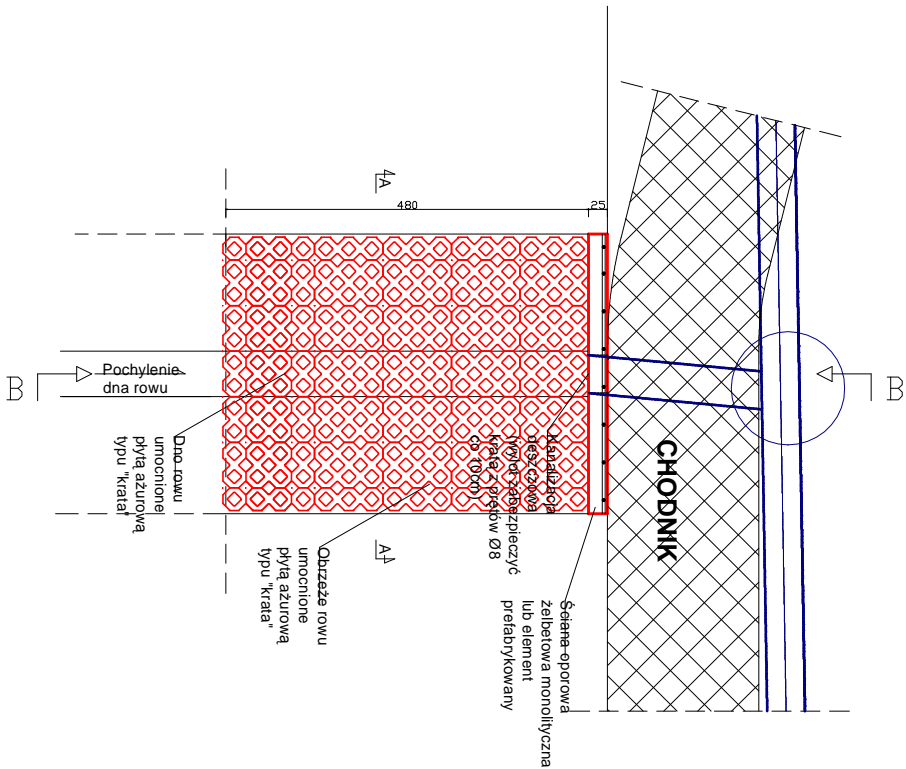 A
480
25
B
Pochylenie
dna rowu
B
Dno rowu
umocnione
płytą ażurową
typu "krata"
Kanalizacja
deszczowa
(wylot zabezpieczyć
kratą z prętów Ø8
co 10cm)
CHODNIK
A
Obrzeże rowu
umocnione
płytą ażurową
typu "krata"
Ściana oporowa
żelbetowa monolityczna
lub element
prefabrykowany